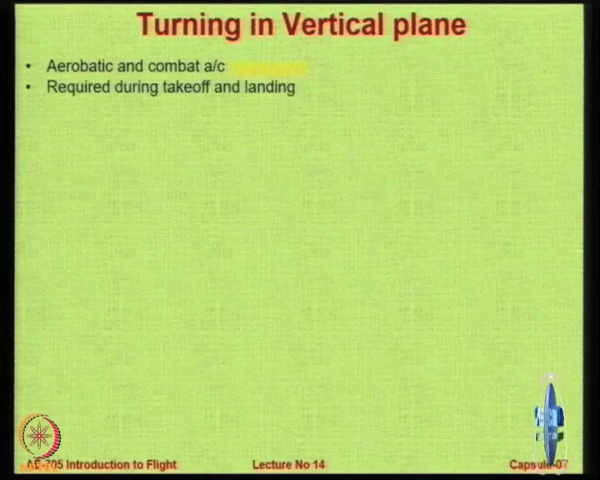 Turning in Vertical plane
• Aerobatic and combat a/c
• Required during takeoff and landing
AE-705 Introduction to Flight
Lecture No 14
Capsule-07